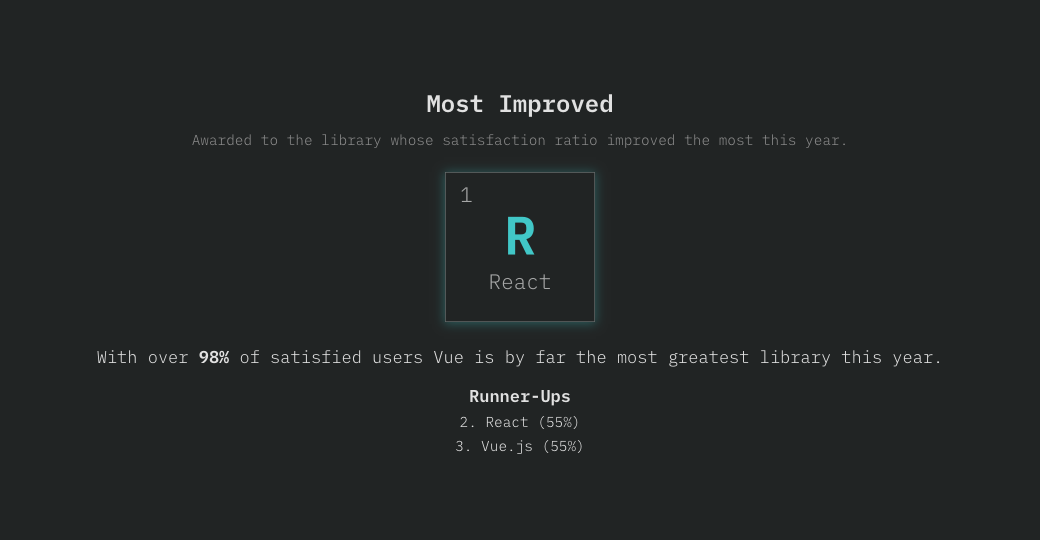 Most Improved
Awarded to the library whose satisfaction ratio improved the most this year.
1
R
React
With over 98% of satisfied users Vue is by far the most greatest library this year.
Runner-Ups
2. React (55%)
3. Vue.js (55%)